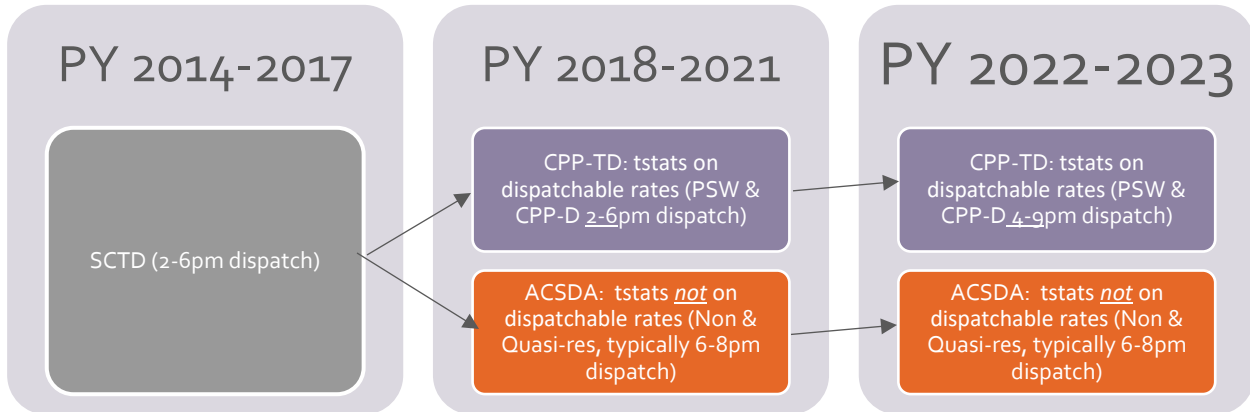 PY 2014-2017
SCTD (2-6pm dispatch)
PY 2018-2021
CPP-TD: tstats on
dispatchable rates (PSW &
CPP-D 2-6pm dispatch)
ACSDA: tstats not on
dispatchable rates (Non &
Quasi-res, typically 6-8pm
dispatch)
PY 2022-2023
CPP-TD: tstats on
dispatchable rates (PSW &
CPP-D 4-9pm dispatch)
ACSDA: tstats not on
dispatchable rates (Non &
Quasi-res, typically 6-8pm
dispatch)